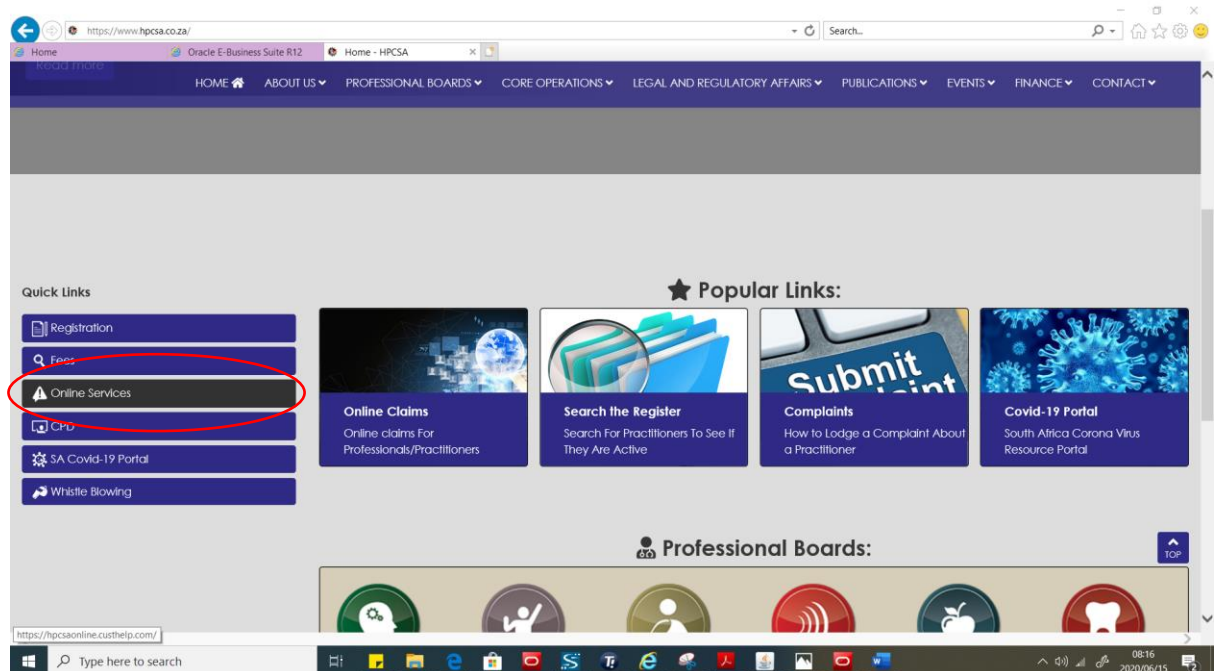 https://www.hpcsa.co.za/
Search...
Home
Oracle E-Business Suite R12
Home - HPCSA
Read more
HOME ABOUT US PROFESSIONAL BOARDS CORE OPERATIONS LEGAL AND REGULATORY AFFAIRS PUBLICATIONS EVENTS FINANCE CONTACT
Quick Links
Registration
Fees
Online Services
CPD
SA Covid-19 Portal
Whistle Blowing
Popular Links:
Submit
Online Claims
Online claims For
Professionals/Practitioners
Search the Register
Search For Practitioners To See If
They Are Active
Complaints
How to Lodge a Complaint About
a Practitioner
Covid-19 Portal
South Africa Corona Virus
Resource Portal
Professional Boards:
TOP
https://hpcsaonline.custhelp.com/
Type here to search
08:16
2020/06/15
2